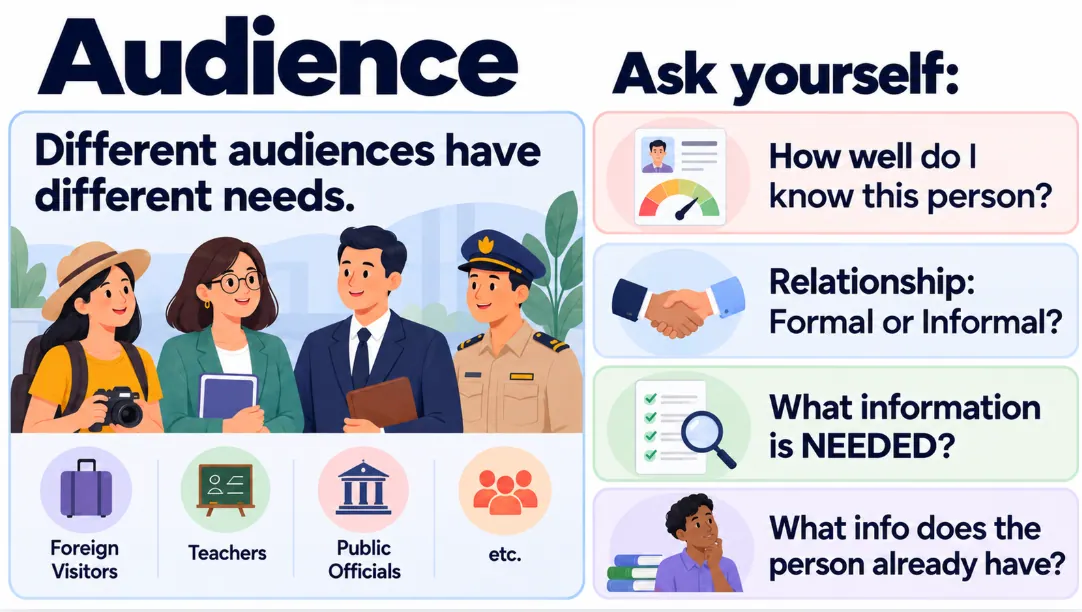 Audience
Different audiences have
different needs.
Foreign
Visitors
Teachers
Public
Officials
etc.
Ask yourself:
How well do I
know this person?
Relationship:
Formal or Informal?
What information
is NEEDED?
What info does the
person already have?